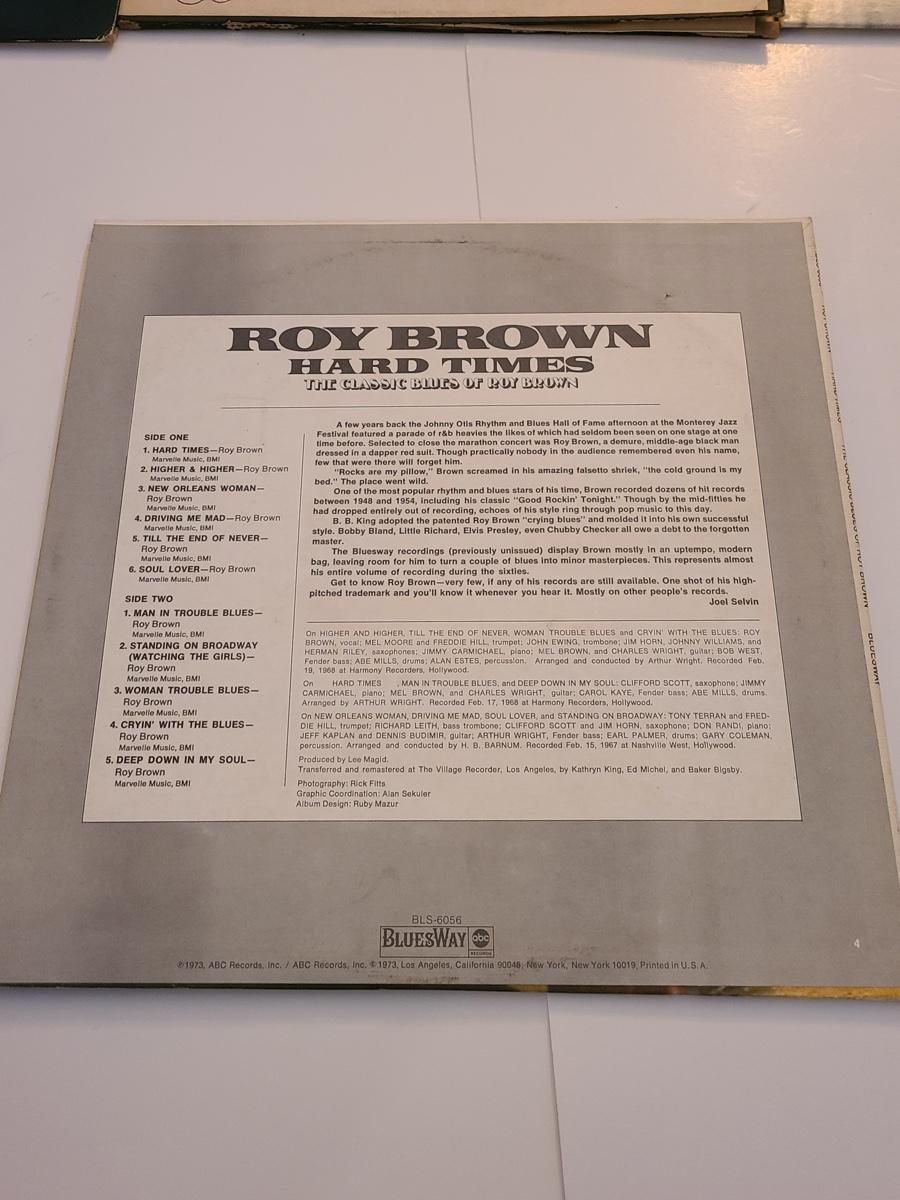 ROY BROWN
HARD TIMES
THE CLASSIC BLUES OF ROY BROWN
SIDE ONE
1. HARD TIMES—Roy Brown
Marvelle Music, BMI
2. HIGHER & HIGHER—Roy Brown
Marvelle Music, BMI
3. NEW ORLEANS WOMAN—
Roy Brown
Marvelle Music, BMI
4. DRIVING ME MAD—Roy Brown
Marvelle Music, BMI
5. TILL THE END OF NEVER—
Roy Brown
Marvelle Music, BMI
6. SOUL LOVER—Roy Brown
Marvelle Music, BMI
SIDE TWO
1. MAN IN TROUBLE BLUES—
Roy Brown
Marvelle Music, BMI
2. STANDING ON BROADWAY
(WATCHING THE GIRLS)—
Roy Brown
Marvelle Music, BMI
3. WOMAN TROUBLE BLUES—
Roy Brown
Marvelle Music, BMI
4. CRYIN' WITH THE BLUES—
Roy Brown
Marvelle Music, BMI
5. DEEP DOWN IN MY SOUL—
Roy Brown
Marvelle Music, BMI
A few years back the Johnny Otis Rhythm and Blues Hall of Fame afternoon at the Monterey Jazz
Festival featured a parade of r&b heavies the likes of which had seldom been seen on one stage at one
time before. Selected to close the marathon concert was Roy Brown, a demure, middle-age black man
dressed in a dapper red suit. Though practically nobody in the audience remembered even his name,
few that were there will forget him.
"Rocks are my pillow," Brown screamed in his amazing falsetto shriek, "the cold ground is my
bed." The place went wild.
One of the most popular rhythm and blues stars of his time, Brown recorded dozens of hit records
between 1948 and 1954, including his classic "Good Rockin' Tonight." Though by the mid-fifties he
had dropped entirely out of recording, echoes of his style ring through pop music to this day.
B. B. King adopted the patented Roy Brown "crying blues" and molded it into his own successful
style. Bobby Bland, Little Richard, Elvis Presley, even Chubby Checker all owe a debt to the forgotten
master.
The Bluesway recordings (previously unissued) display Brown mostly in an uptempo, modern
bag, leaving room for him to turn a couple of blues into minor masterpieces. This represents almost
his entire volume of recording during the sixties.
Get to know Roy Brown—very few, if any of his records are still available. One shot of his high-
pitched trademark and you'll know it whenever you hear it. Mostly on other people's records.
Joel Selvin
On HIGHER AND HIGHER, TILL THE END OF NEVER, WOMAN TROUBLE BLUES and CRYIN' WITH THE BLUES: ROY
BROWN, vocal; MEL MOORE and FREDDIE HILL, trumpet; JOHN EWING, trombone; JIM HORN, JOHNNY WILLIAMS, and
HERMAN RILEY, saxophones; JIMMY CARMICHAEL, piano; MEL BROWN, and CHARLES WRIGHT, guitar; BOB WEST,
Fender bass; ABE MILLS, drums; ALAN ESTES, percussion. Arranged and conducted by Arthur Wright. Recorded Feb.
19, 1968 at Harmony Recorders, Hollywood.
On HARD TIMES , MAN IN TROUBLE BLUES, and DEEP DOWN IN MY SOUL: CLIFFORD SCOTT, saxophone; JIMMY
CARMICHAEL, piano; MEL BROWN, and CHARLES WRIGHT, guitar; CAROL KAYE, Fender bass; ABE MILLS, drums.
Arranged by ARTHUR WRIGHT. Recorded Feb. 17, 1968 at Harmony Recorders, Hollywood.
On NEW ORLEANS WOMAN, DRIVING ME MAD, SOUL LOVER, and STANDING ON BROADWAY: TONY TERRAN and FRED-
DIE HILL, trumpet; RICHARD LEITH, bass trombone; CLIFFORD SCOTT and JIM HORN, saxophone; DON RANDI, piano;
JEFF KAPLAN and DENNIS BUDIMIR, guitar; ARTHUR WRIGHT, Fender bass; EARL PALMER, drums; GARY COLEMAN,
percussion. Arranged and conducted by H. B. BARNUM. Recorded Feb. 15, 1967 at Nashville West, Hollywood.
Produced by Lee Magid.
Transferred and remastered at The Village Recorder, Los Angeles, by Kathryn King, Ed Michel, and Baker Bigsby.
Photography: Rick Fitts
Graphic Coordination: Alan Sekuler
Album Design: Ruby Mazur
BLS-6056
BLUESWAY abc
RECORDS
℗1973, ABC Records, Inc. / ABC Records, Inc. © 1973, Los Angeles, California 90048, New York, New York 10019, Printed in U.S.A.
4
BLUESWAY